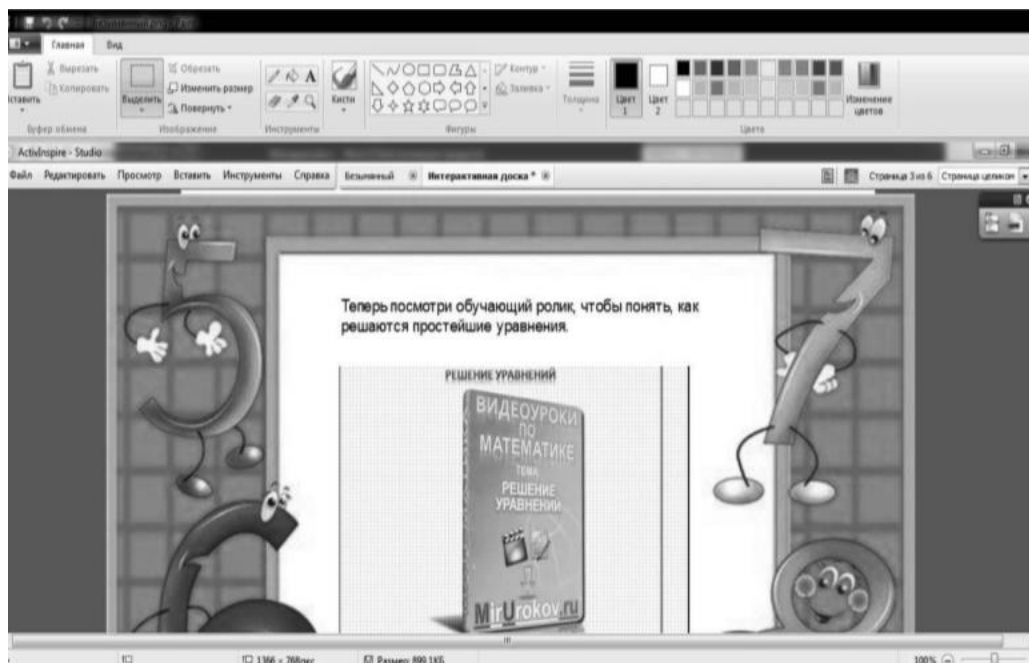 Главная Вид
Вырезать
Копировать
Выделить
Обрезать
Изменить размер
Повернуть
А
Кисти
Контур
Заливка
Толщина
Цвет 1
Цвет 2
Изменение цветов
Буфер обмена Изображение Инструменты Фигуры Цвета
ActivInspire - Studio
Файл Редактировать Просмотр Вставить Инструменты Справка Безымянный Интерактивная доска * Страница 3 из 6 Страница целиком
Теперь посмотри обучающий ролик, чтобы понять, как
решаются простейшие уравнения.
РЕШЕНИЕ УРАВНЕНИЙ
ВИДЕОУРОКИ
ПО
МАТЕМАТИКЕ
ТЕМА
РЕШЕНИЕ
УРАВНЕНИЙ
MirUrokov.ru
1366 × 768пкс Размер: 899,1КБ 100%